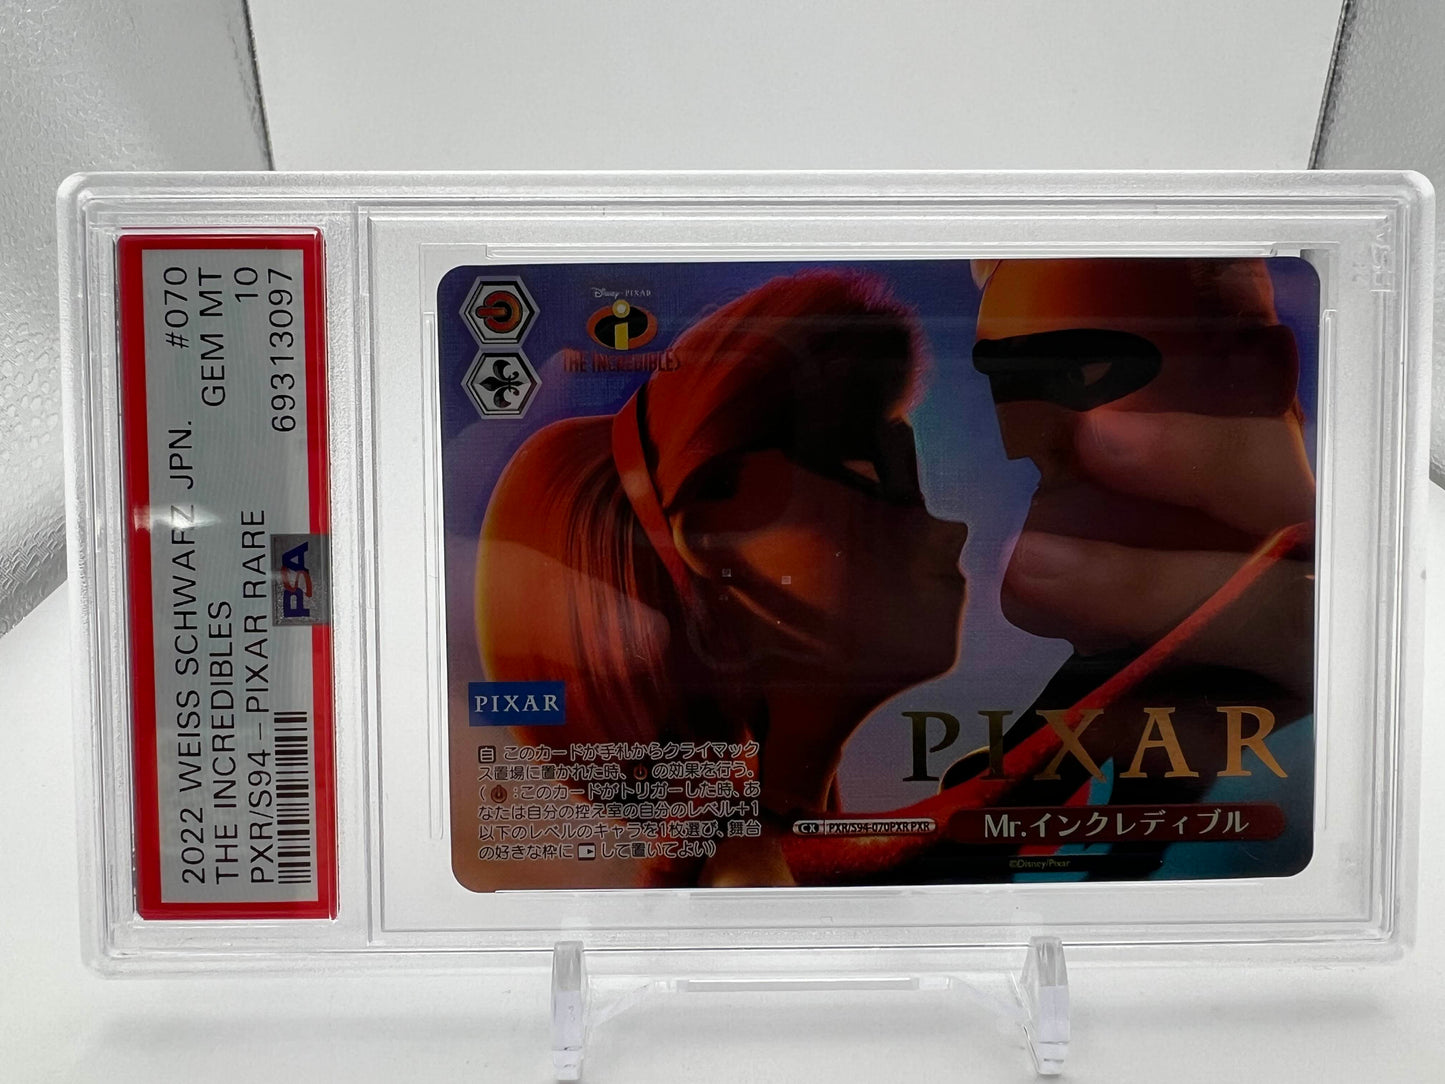 2022 WEISS SCHWARZ JPN. #070
THE INCREDIBLES GEM MT
PXR/S94-PIXAR RARE 10
69313097
PSA
Disney·PIXAR
THE INCREDIBLES
PIXAR
自 このカードが手札からクライマック
ス置場に置かれた時、 の効果を行う。
( :このカードがトリガーした時、あ
なたは自分の控え室の自分のレベル+1
以下のレベルのキャラを1枚選び、舞台
の好きな枠に して置いてよい)
PIXAR
CX PXR/S94-070PXR PXR
Mr.インクレディブル
©Disney/Pixar